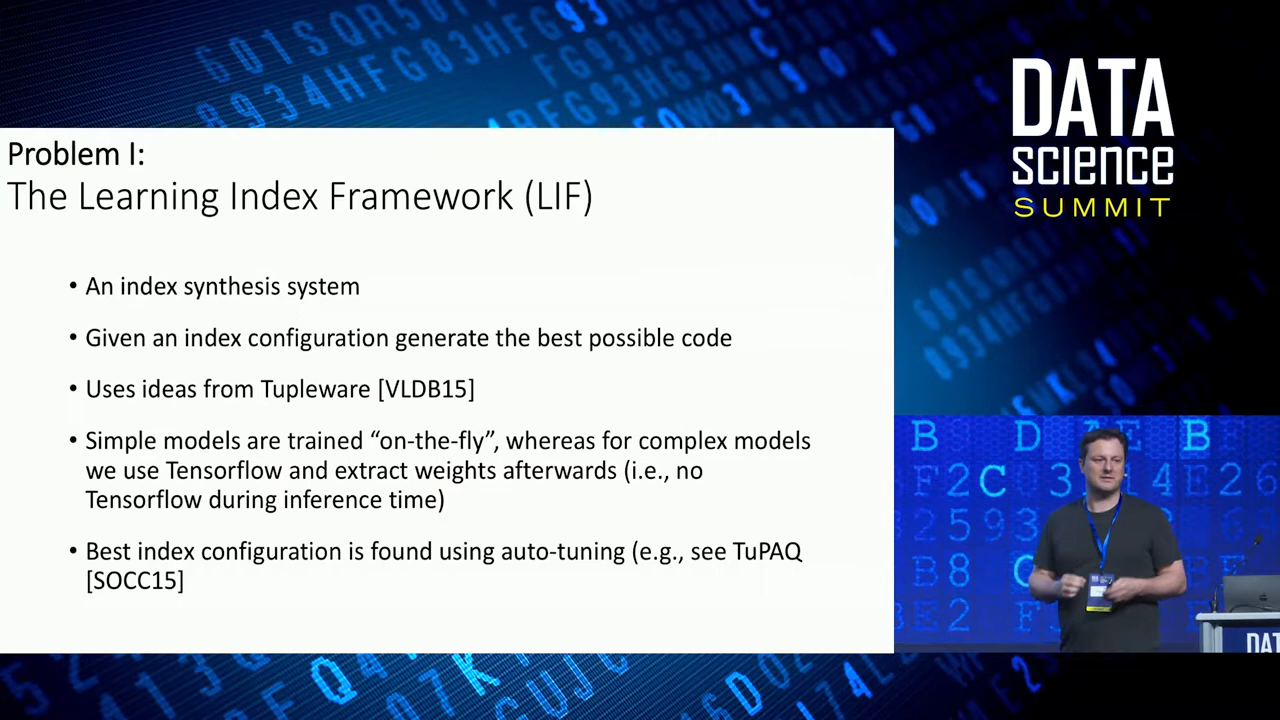 Problem I:
The Learning Index Framework (LIF)
• An index synthesis system
• Given an index configuration generate the best possible code
• Uses ideas from Tupleware [VLDB15]
• Simple models are trained “on-the-fly”, whereas for complex models
we use Tensorflow and extract weights afterwards (i.e., no
Tensorflow during inference time)
• Best index configuration is found using auto-tuning (e.g., see TuPAQ
[SOCC15]
DATA
science
SUMMIT